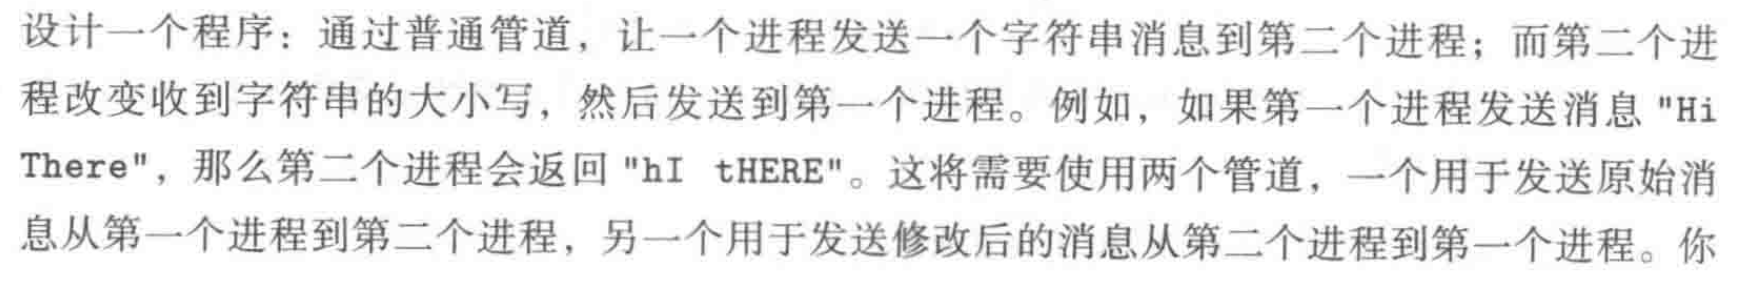 设计一个程序：通过普通管道，让一个进程发送一个字符串消息到第二个进程；而第二个进
程改变收到字符串的大小写，然后发送到第一个进程。例如，如果第一个进程发送消息 "Hi
There"，那么第二个进程会返回 "hI tHERE"。这将需要使用两个管道，一个用于发送原始消
息从第一个进程到第二个进程，另一个用于发送修改后的消息从第二个进程到第一个进程。你